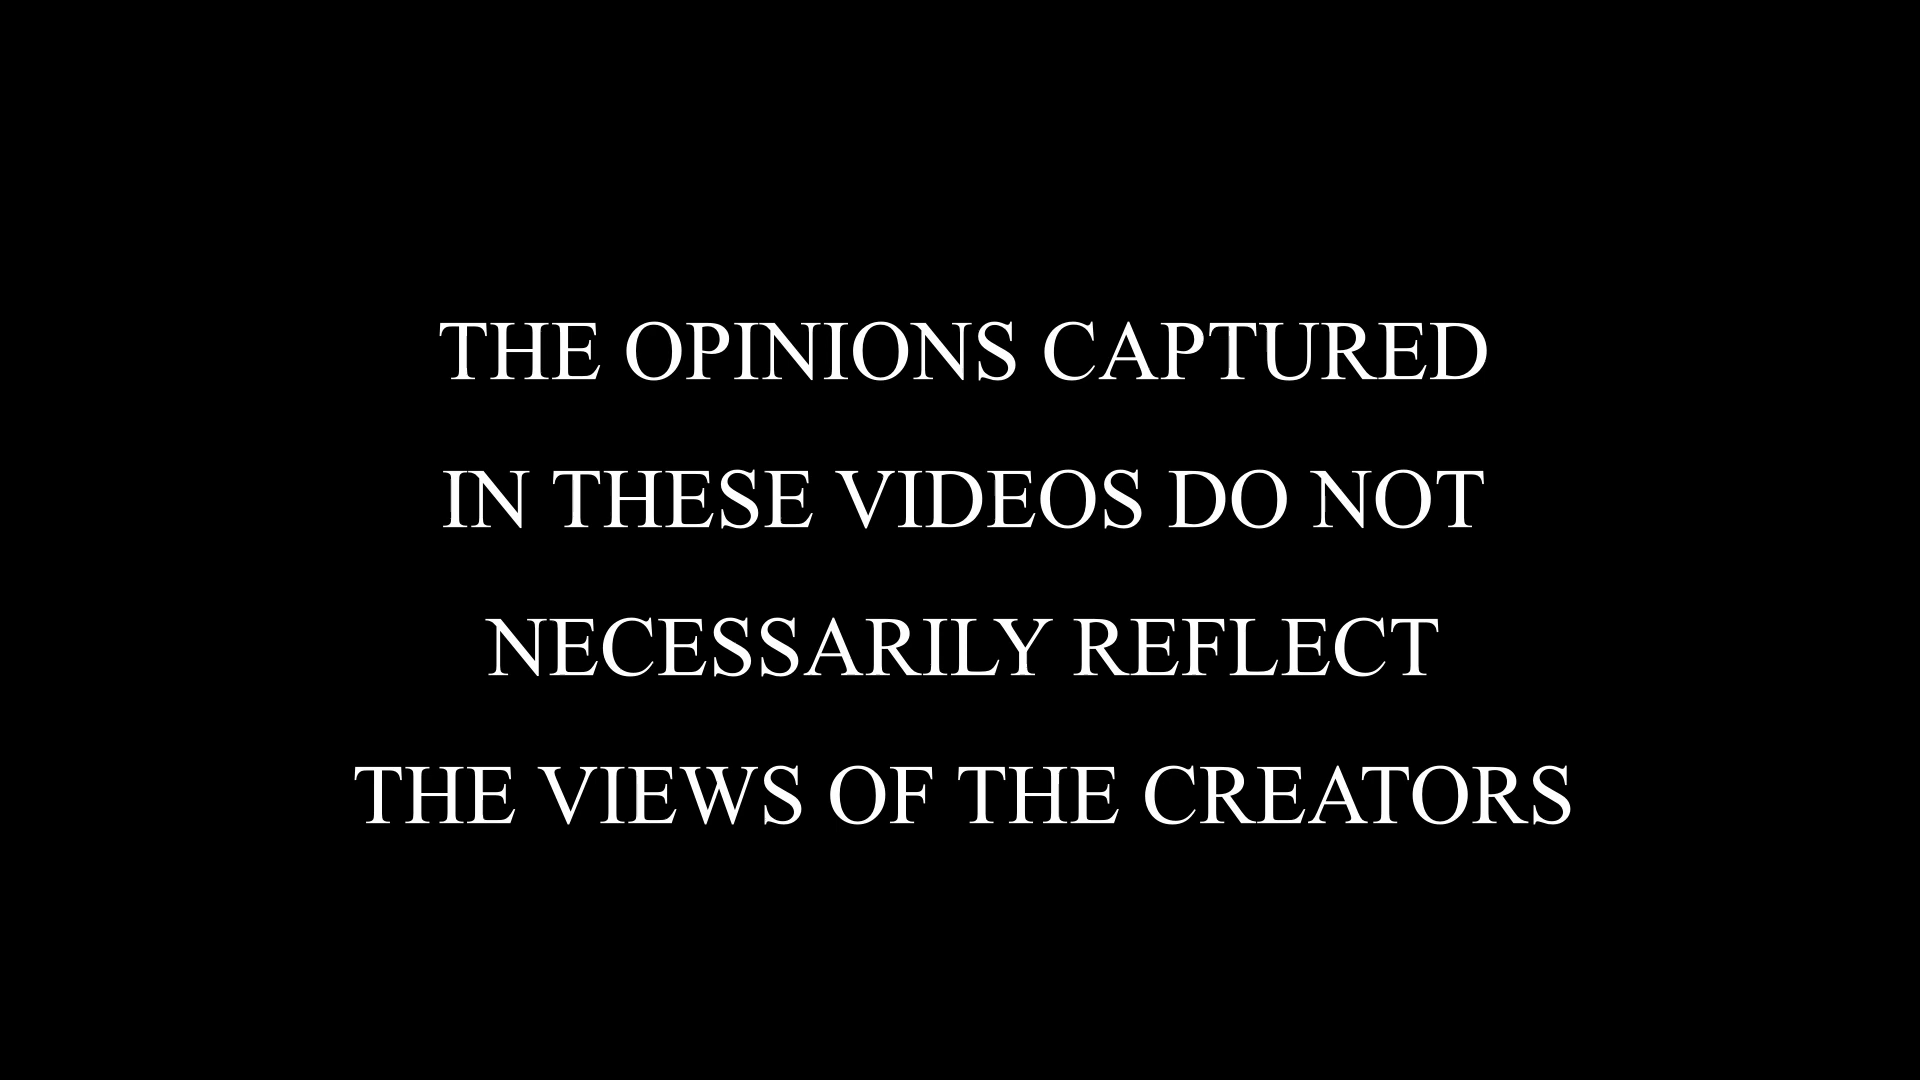 THE OPINIONS CAPTURED
IN THESE VIDEOS DO NOT
NECESSARILY REFLECT
THE VIEWS OF THE CREATORS